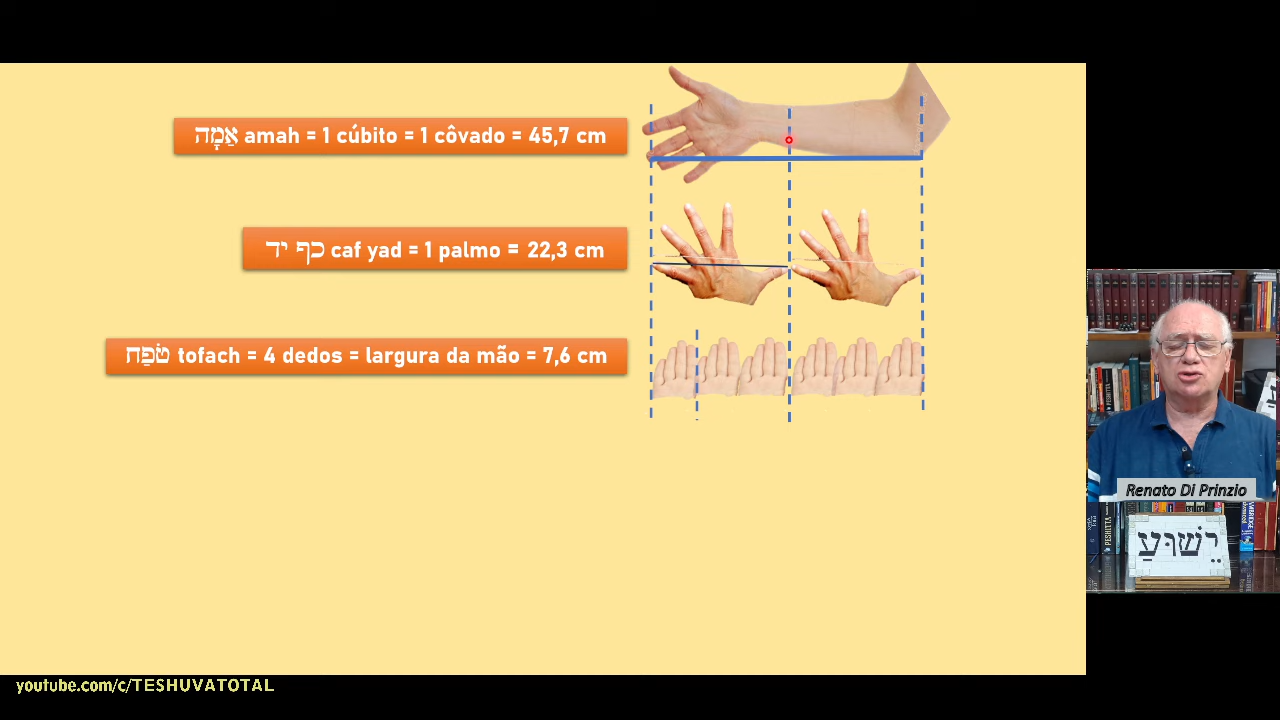 אַמָּה amah = 1 cúbito = 1 côvado = 45,7 cm
כף יד caf yad = 1 palmo = 22,3 cm
טֹפַּח tofach = 4 dedos = largura da mão = 7,6 cm
Renato Di Prinzio
PESHITTA
יֵשׁוּעַ
youtube.com/c/TESHUVATOTAL